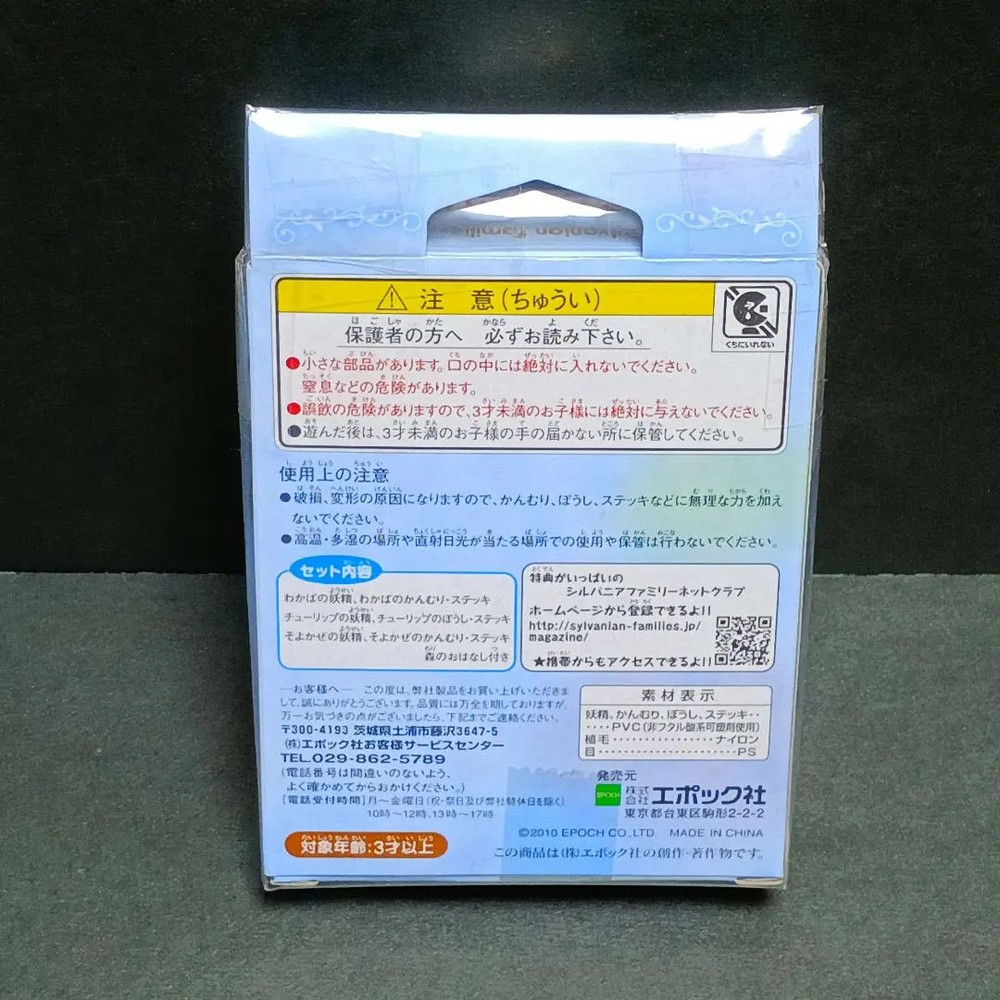 Sylvanian Famili
⚠注 意(ちゅうい)
くちにいれない
保護者の方へ 必ずお読み下さい。
●小さな部品があります。口の中には絶対に入れないでください。
窒息などの危険があります。
●誤飲の危険がありますので、3才未満のお子様には絶対に与えないでください。
●遊んだ後は、3才未満のお子様の手の届かない所に保管してください。
使用上の注意
●破損、変形の原因になりますので、かんむり、ぼうし、ステッキなどに無理な力を加え
ないでください。
●高温・多湿の場所や直射日光が当たる場所での使用や保管は行わないでください。
セット内容
わかばの妖精、わかばのかんむり・ステッキ
チューリップの妖精、チューリップのぼうし・ステッキ
そよかぜの妖精、そよかぜのかんむり・ステッキ
森のおはなし付き
特典がいっぱいの
シルバニアファミリーネットクラブ
ホームページから登録できるよ!!
http://sylvanian-families.jp/
magazine/
★携帯からもアクセスできるよ!!
―お客様へ― この度は、弊社製品をお買い上げいただきま
して、誠にありがとうございます。品質には万全を期しておりますが、
万一お気づきの点がございましたら、下記までご連絡ください。
〒300-4193 茨城県土浦市藤沢3647-5
(株)エポック社お客様サービスセンター
TEL.029-862-5789
(電話番号は間違いのないよう、
よく確かめてからおかけください。)
[電話受付時間]月〜金曜日(祝・祭日及び弊社特休日を除く)
10時〜12時、13時〜17時
対象年齢:3才以上
素材表示
妖精、かんむり、ぼうし、ステッキ‥
‥‥PVC(非フタル酸系可塑剤使用)
植毛‥‥‥‥‥‥‥ナイロン
目‥‥‥‥‥‥‥‥‥PS
発売元
EPOCH 株式会社 エポック社
東京都台東区駒形2-2-2
©2010 EPOCH CO.,LTD. MADE IN CHINA
この商品は(株)エポック社の創作・著作物です。